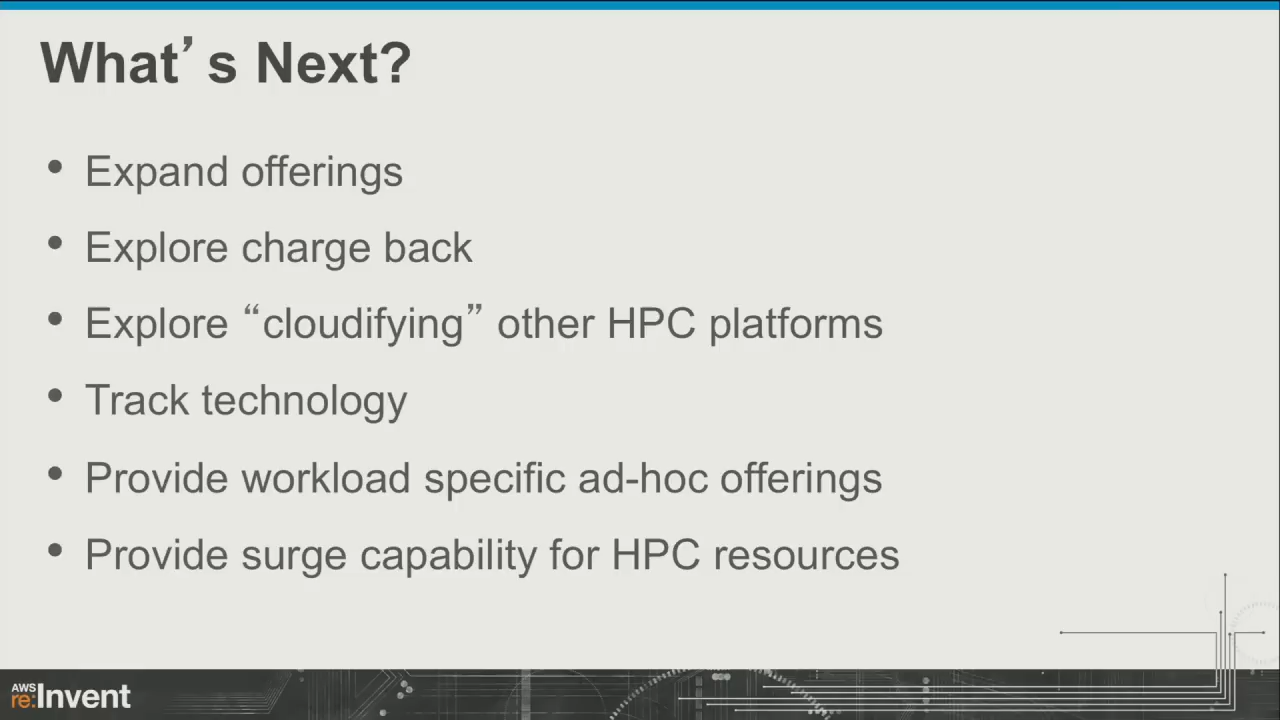 What's Next?
• Expand offerings
• Explore charge back
• Explore “cloudifying” other HPC platforms
• Track technology
• Provide workload specific ad-hoc offerings
• Provide surge capability for HPC resources
AWS
re:Invent